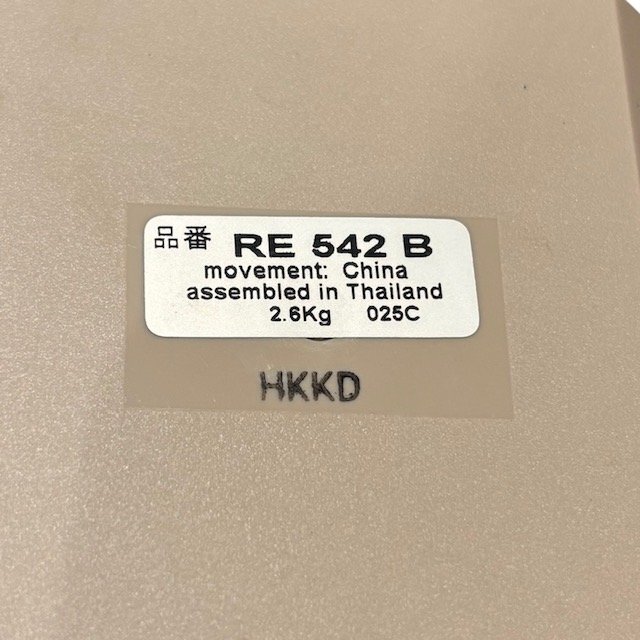 品番 RE 542 B
movement: China
assembled in Thailand
2.6Kg 025C
HKKD